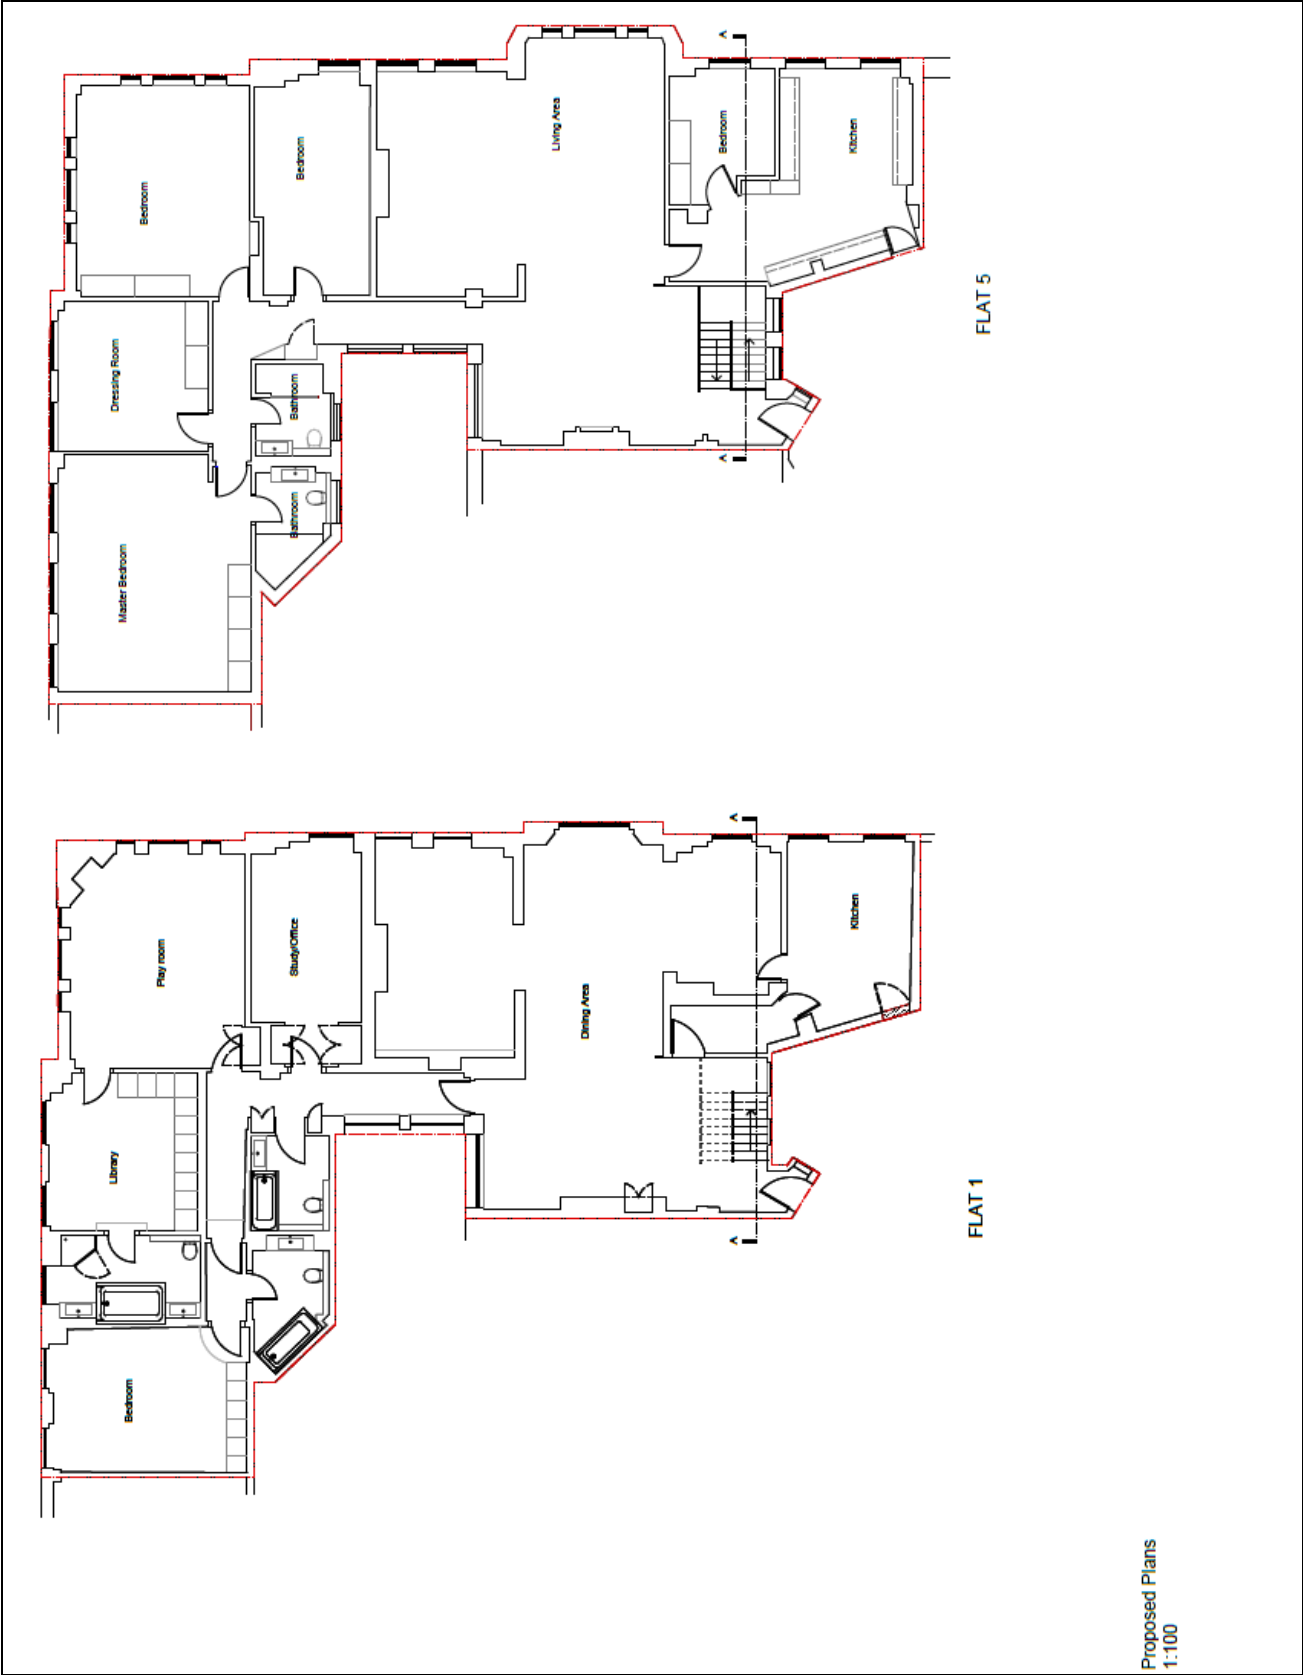 Bedroom
Library
Play room
Study/Office
Dining Area
Kitchen
A
A
FLAT 1
Master Bedroom
Dressing Room
Bedroom
Bathroom
Bathroom
Bedroom
Living Area
Bedroom
Kitchen
A
A
FLAT 5
Proposed Plans
1:100